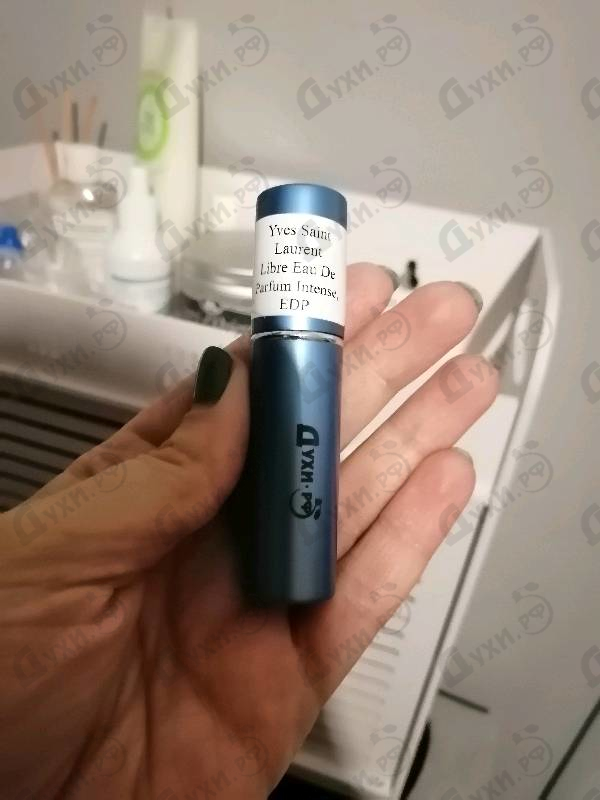 Yves Saint
Laurent
Libre Eau De
Parfum Intense,
EDP
Духи.рф